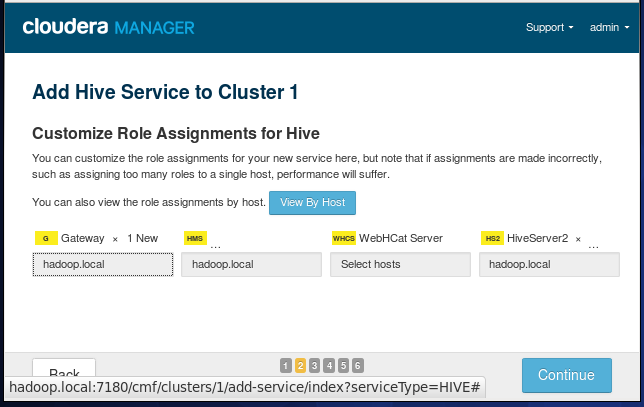 cloudera MANAGER
Support admin
Add Hive Service to Cluster 1
Customize Role Assignments for Hive
You can customize the role assignments for your new service here, but note that if assignments are made incorrectly,
such as assigning too many roles to a single host, performance will suffer.
You can also view the role assignments by host. View By Host
G Gateway × 1 New HMS ... WHCS WebHCat Server HS2 HiveServer2 × ...
hadoop.local hadoop.local Select hosts hadoop.local
1 2 3 4 5 6
Back Continue
hadoop.local:7180/cmf/clusters/1/add-service/index?serviceType=HIVE#